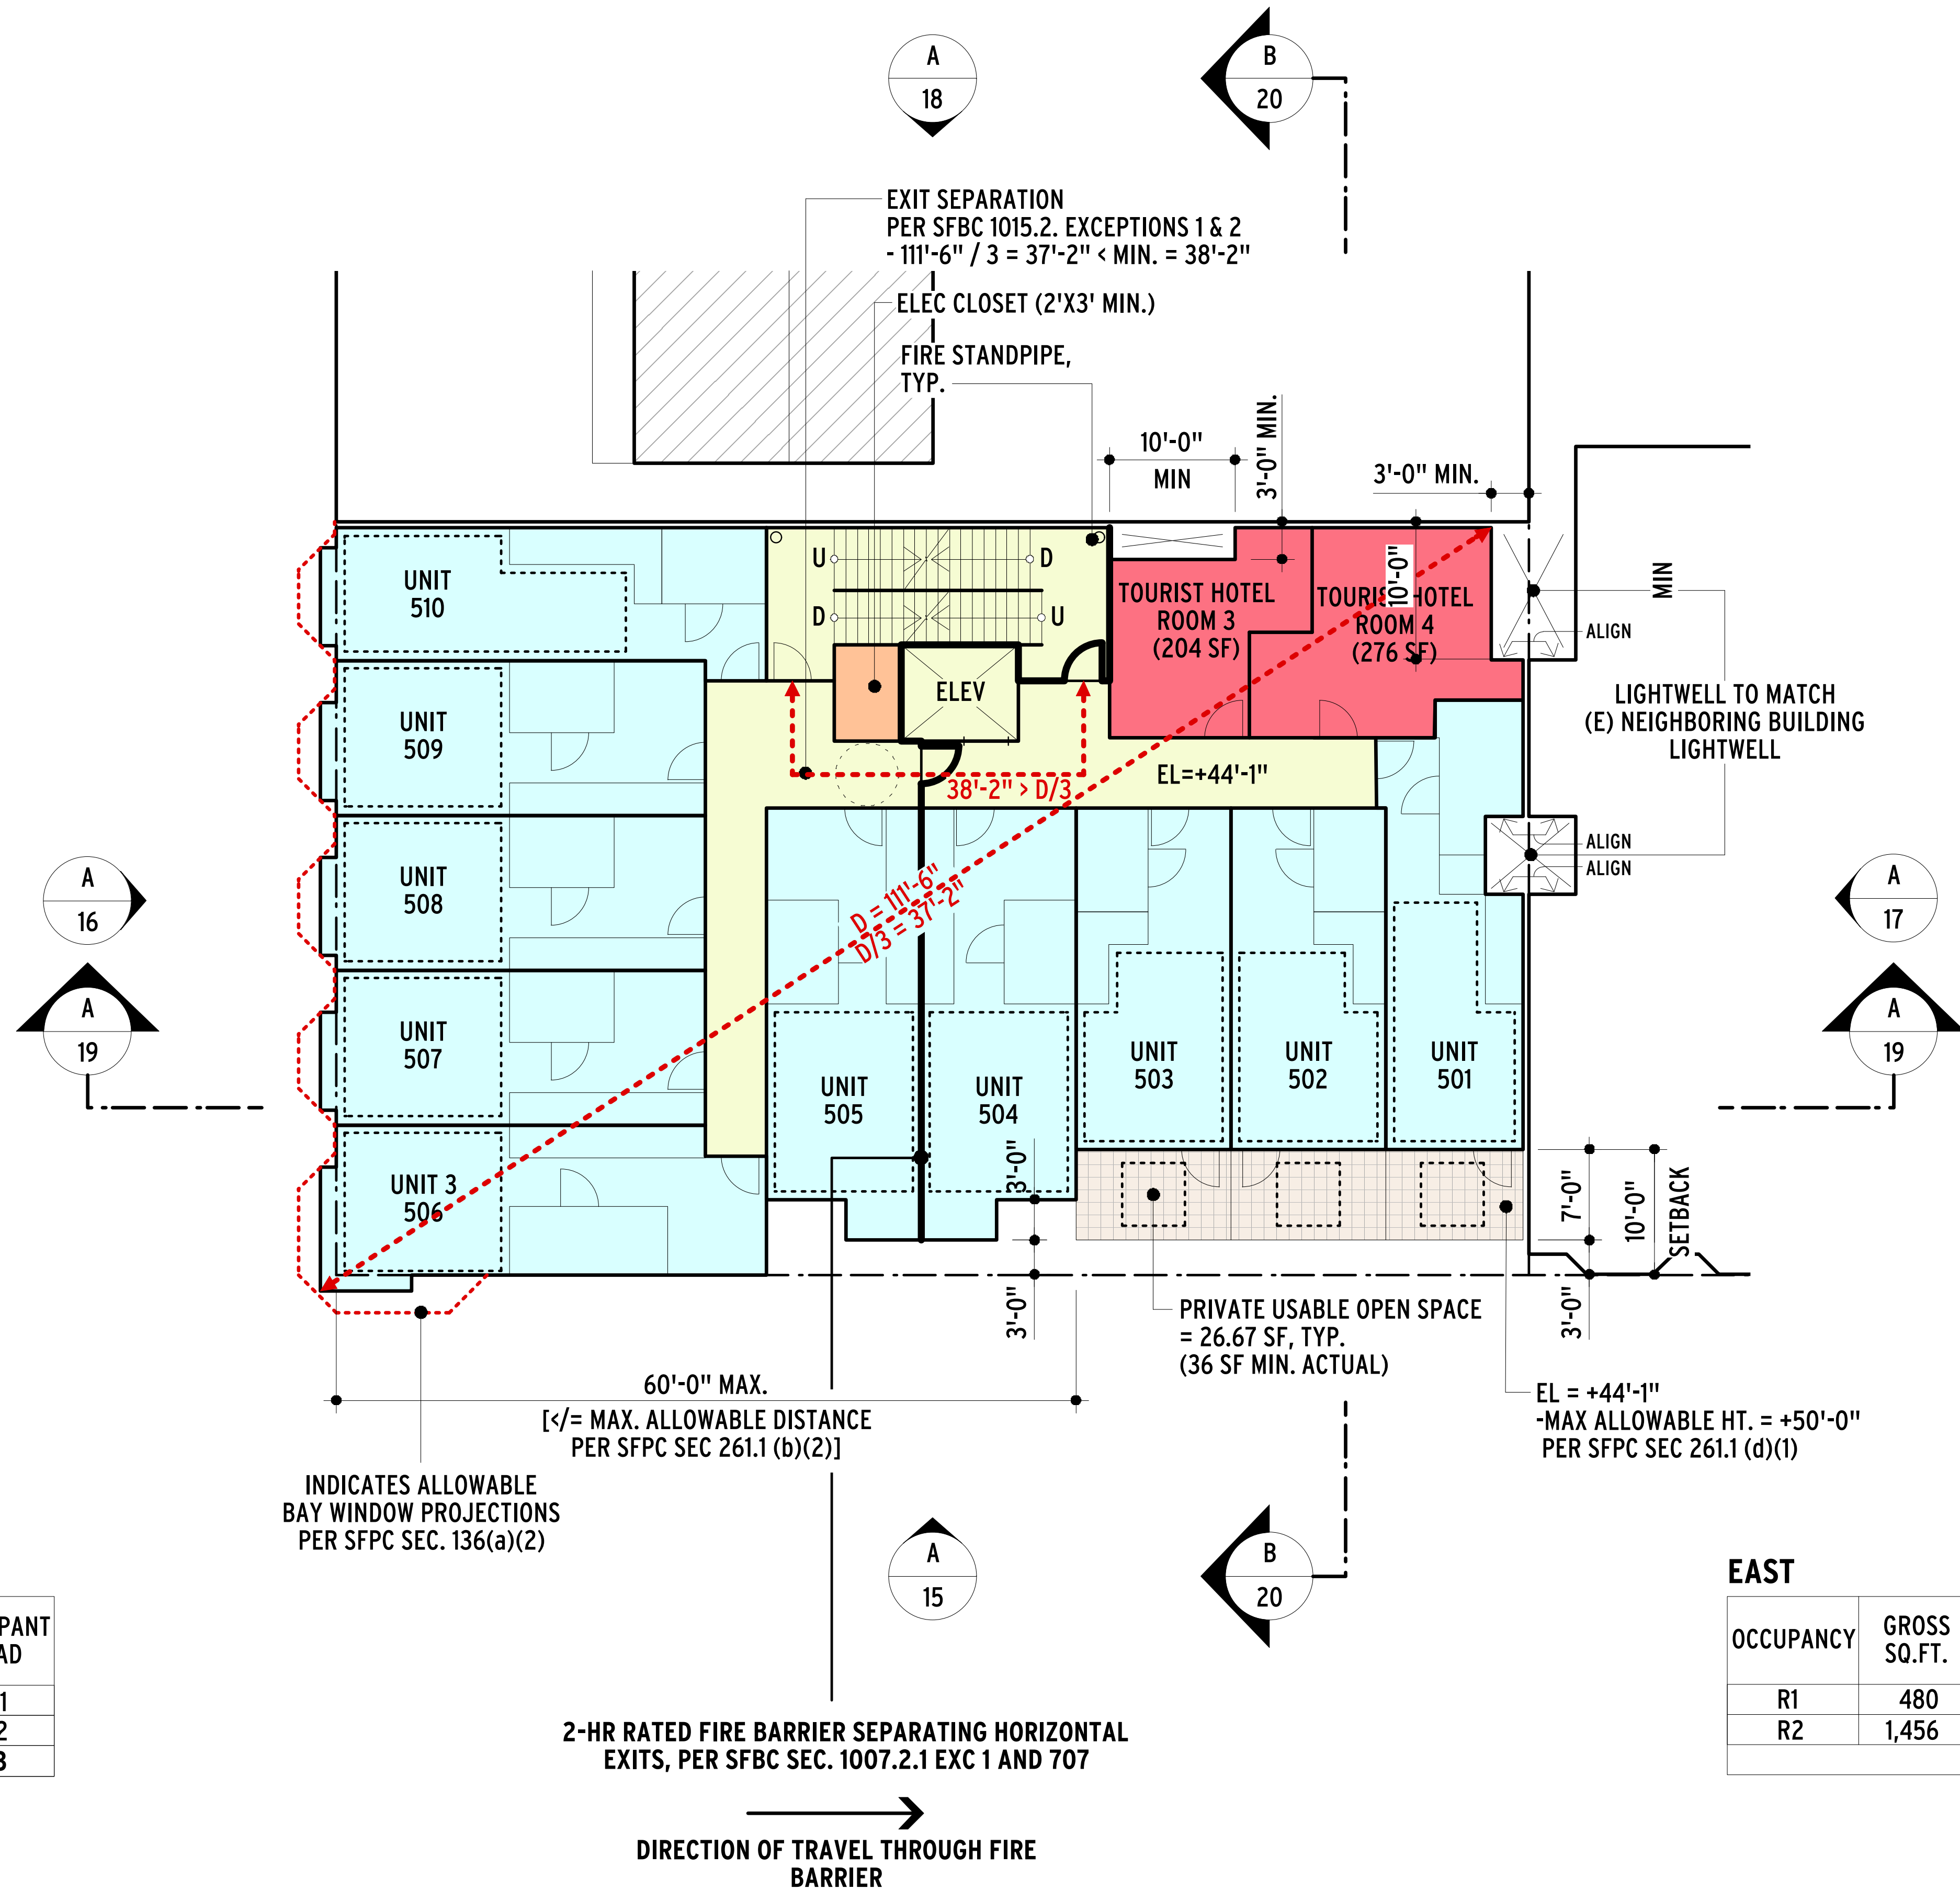 A
18
B
20
EXIT SEPARATION
PER SFBC 1015.2. EXCEPTIONS 1 & 2
- 111'-6" / 3 = 37'-2" < MIN. = 38'-2"
ELEC CLOSET (2'X3' MIN.)
FIRE STANDPIPE,
TYP.
10'-0"
MIN
3'-0" MIN.
3'-0" MIN.
10'-0"
MIN
UNIT
510
U
D
D
U
TOURIST HOTEL
ROOM 3
(204 SF)
TOURIST HOTEL
ROOM 4
(276 SF)
ALIGN
ELEV
LIGHTWELL TO MATCH
(E) NEIGHBORING BUILDING
LIGHTWELL
UNIT
509
EL=+44'-1"
38'-2" > D/3
ALIGN
ALIGN
UNIT
508
D = 111'-6"
D/3 = 37'-2"
A
16
A
17
A
19
A
19
UNIT
507
UNIT
505
UNIT
504
UNIT
503
UNIT
502
UNIT
501
UNIT 3
506
3'-0"
3'-0"
7'-0"
10'-0"
SETBACK
3'-0"
PRIVATE USABLE OPEN SPACE
= 26.67 SF, TYP.
(36 SF MIN. ACTUAL)
60'-0" MAX.
[</= MAX. ALLOWABLE DISTANCE
PER SFPC SEC 261.1 (b)(2)]
EL = +44'-1"
-MAX ALLOWABLE HT. = +50'-0"
PER SFPC SEC 261.1 (d)(1)
INDICATES ALLOWABLE
BAY WINDOW PROJECTIONS
PER SFPC SEC. 136(a)(2)
A
15
B
20
EAST
OCCUPANCY
GROSS
SQ.FT.
R1 480
R2 1,456
PANT
AD
1
2
3
2-HR RATED FIRE BARRIER SEPARATING HORIZONTAL
EXITS, PER SFBC SEC. 1007.2.1 EXC 1 AND 707
DIRECTION OF TRAVEL THROUGH FIRE
BARRIER